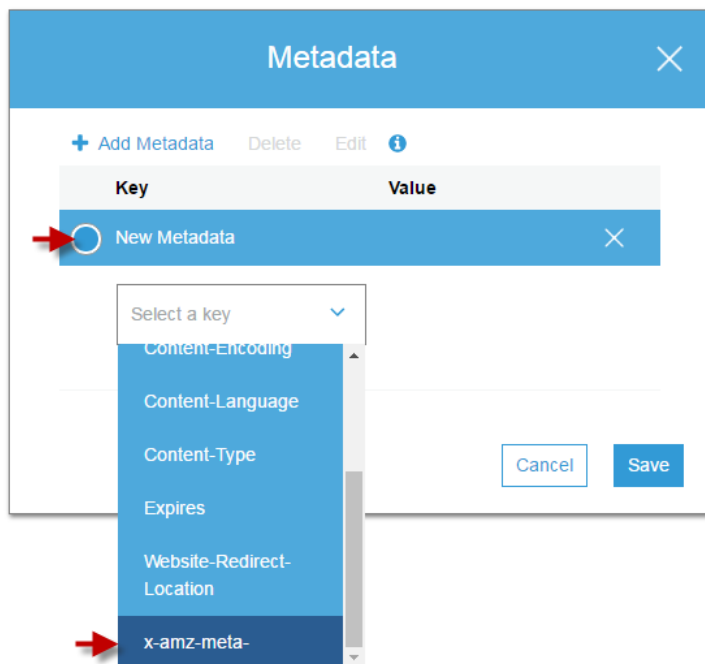 Metadata
Add Metadata Delete Edit
Key Value
New Metadata
Select a key
Content-Encoding
Content-Language
Content-Type
Expires
Website-Redirect-
Location
x-amz-meta-
Cancel Save